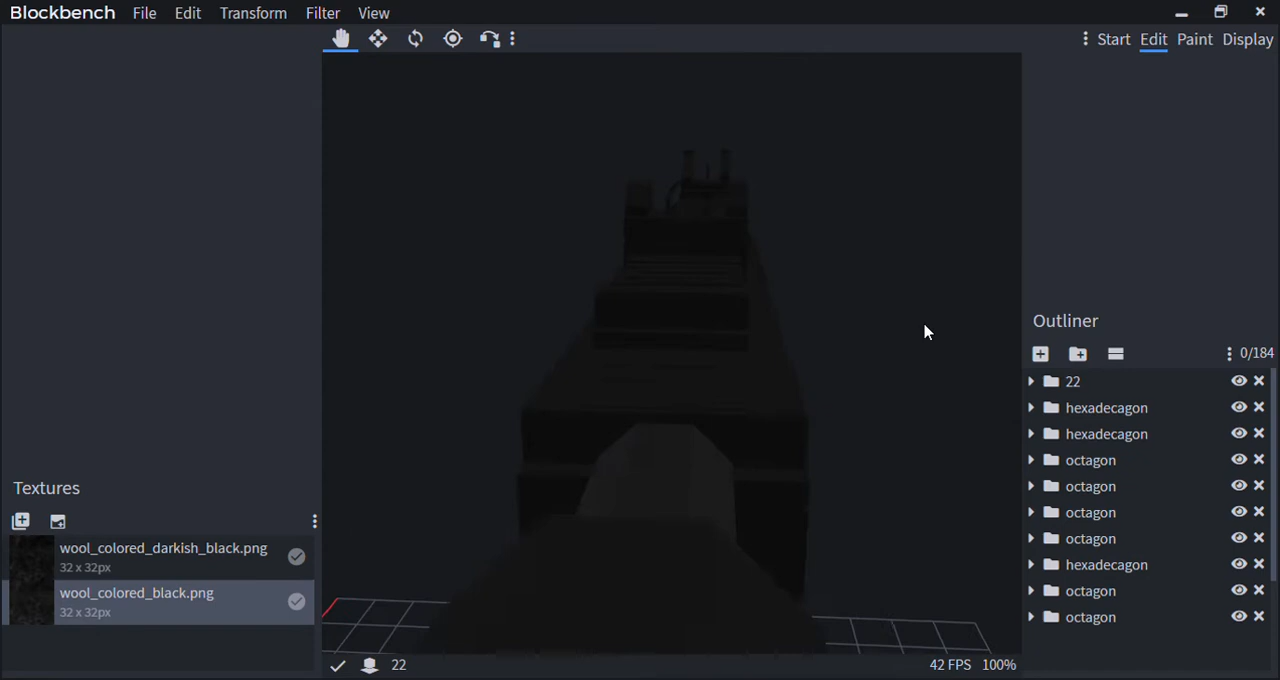 Blockbench File Edit Transform Filter View
Start Edit Paint Display
Outliner
0/184
22
hexadecagon
hexadecagon
octagon
octagon
octagon
octagon
hexadecagon
octagon
octagon
Textures
wool_colored_darkish_black.png
32 x 32px
wool_colored_black.png
32 x 32px
22
42 FPS 100%